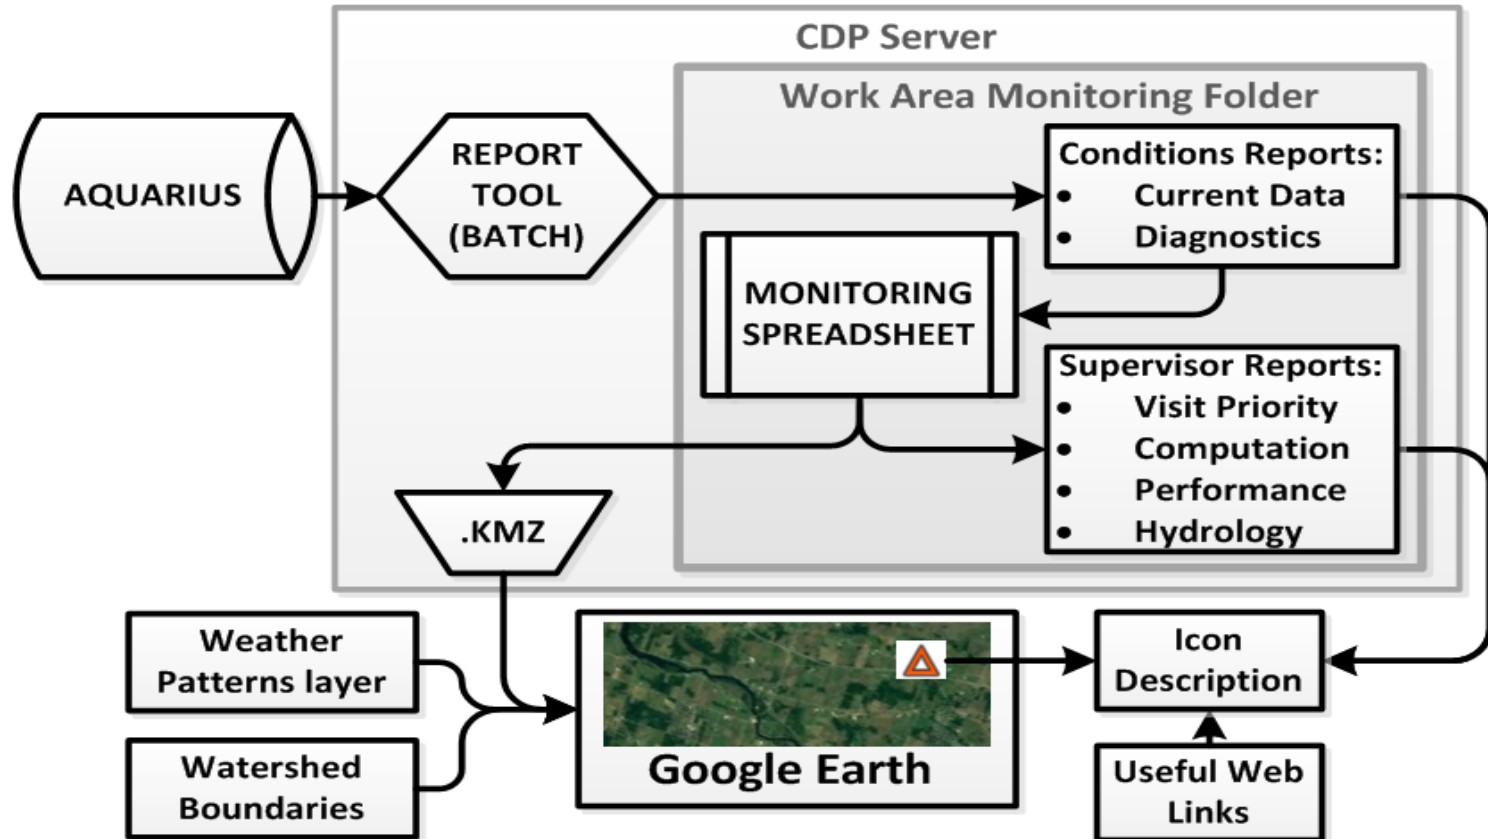 CDP Server
Work Area Monitoring Folder
AQUARIUS
REPORT
TOOL
(BATCH)
Conditions Reports:
• Current Data
• Diagnostics
MONITORING
SPREADSHEET
Supervisor Reports:
• Visit Priority
• Computation
• Performance
• Hydrology
.KMZ
Weather
Patterns layer
Watershed
Boundaries
Google Earth
Icon
Description
Useful Web
Links